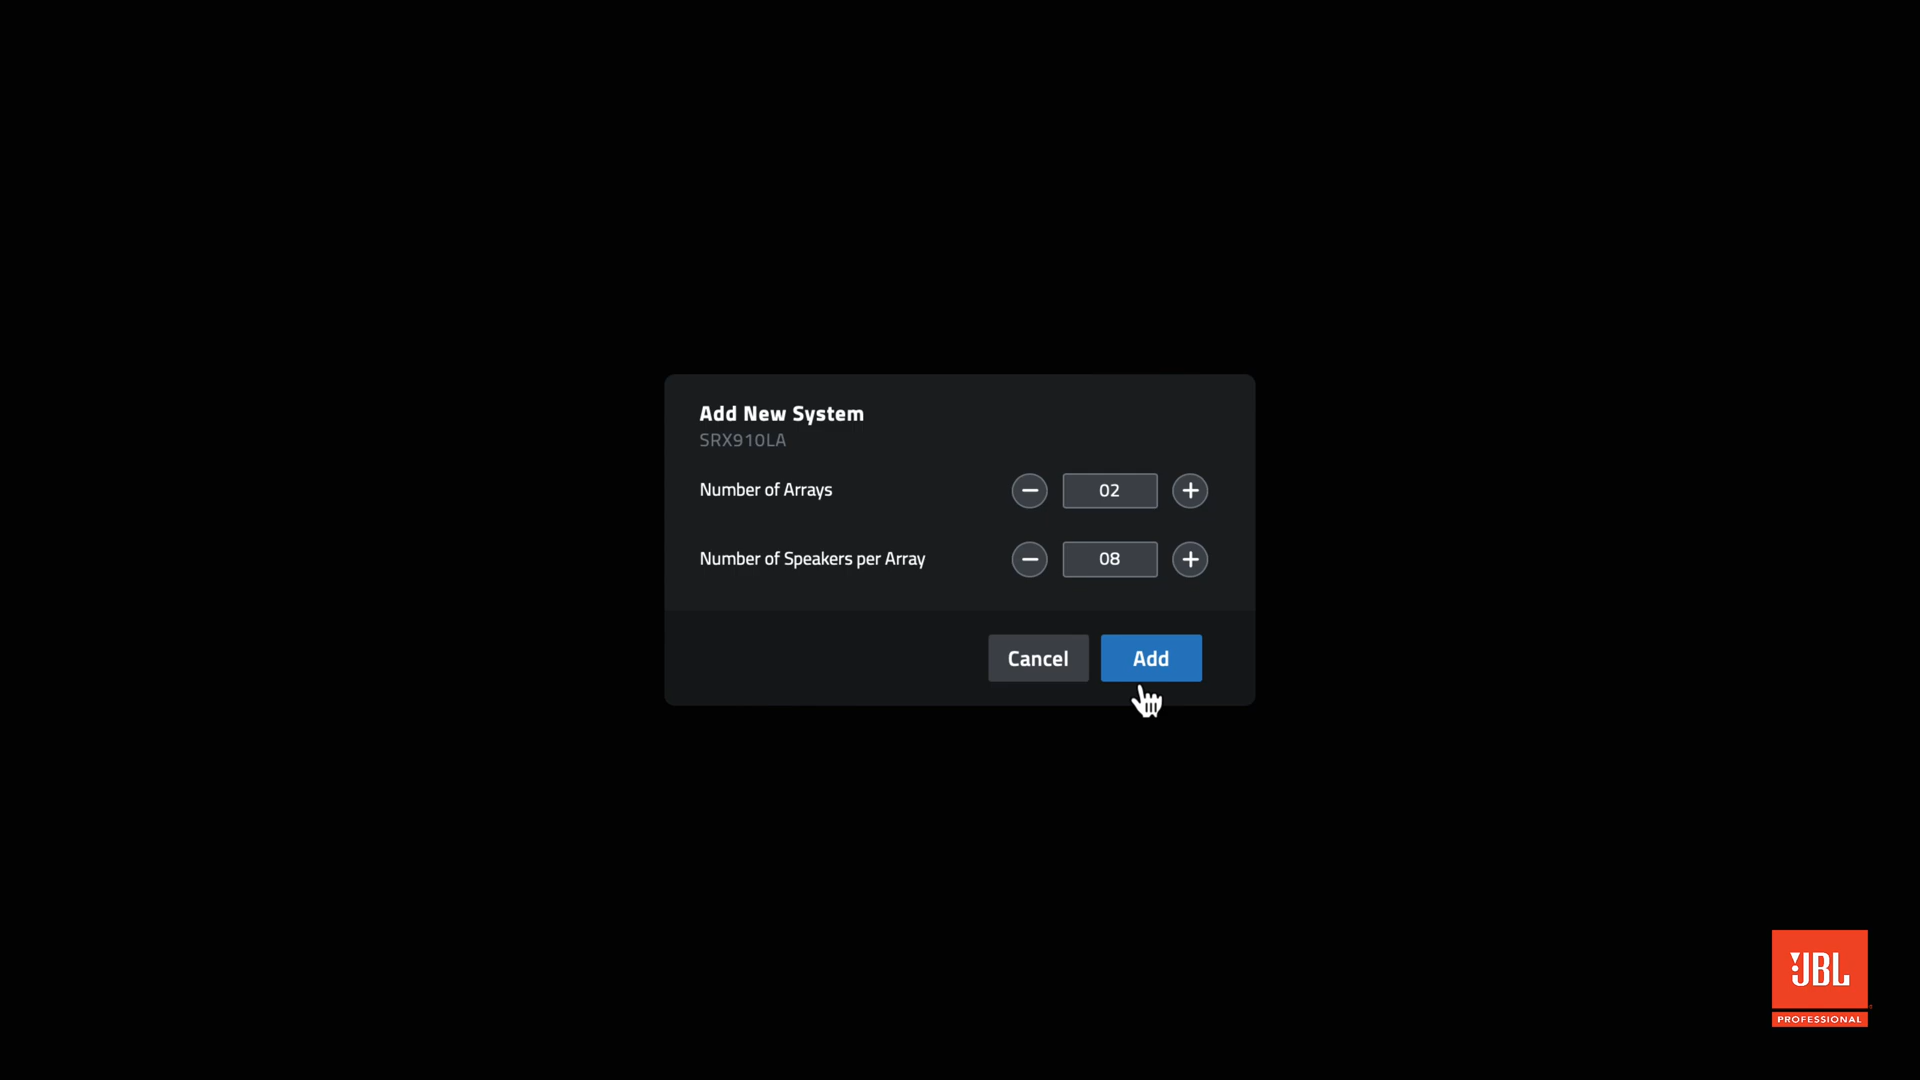 Add New System
SRX910LA
Number of Arrays
02
Number of Speakers per Array
08
Cancel
Add
JBL
PROFESSIONAL